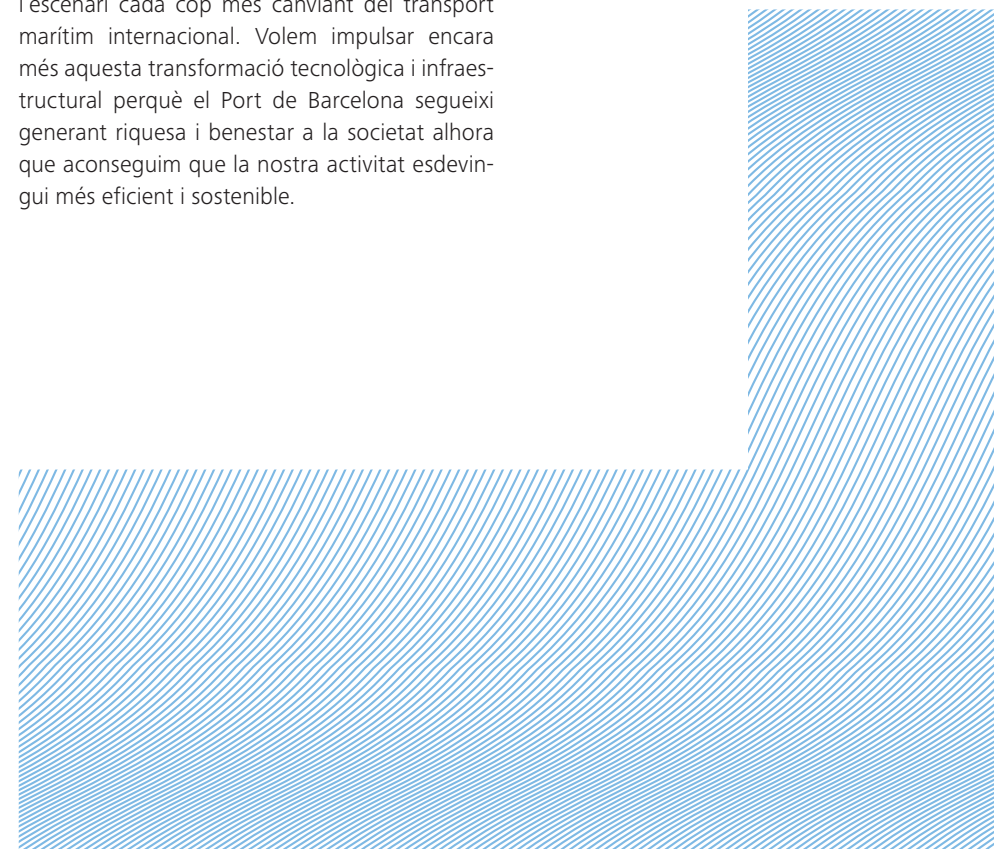 l'escenari cada cop més canviant del transport
marítim internacional. Volem impulsar encara
més aquesta transformació tecnològica i infraes-
tructural perquè el Port de Barcelona segueixi
generant riquesa i benestar a la societat alhora
que aconseguim que la nostra activitat esdevin-
gui més eficient i sostenible.